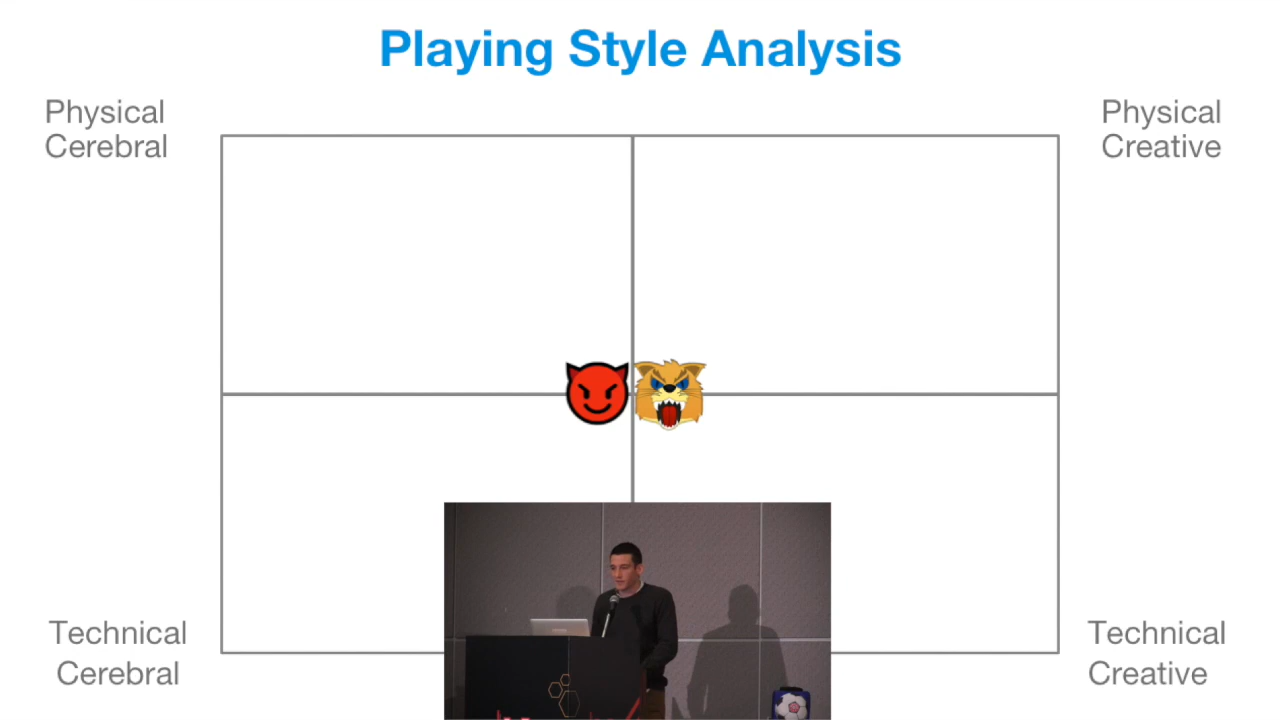 Playing Style Analysis
Physical
Cerebral
Physical
Creative
Technical
Cerebral
Technical
Creative